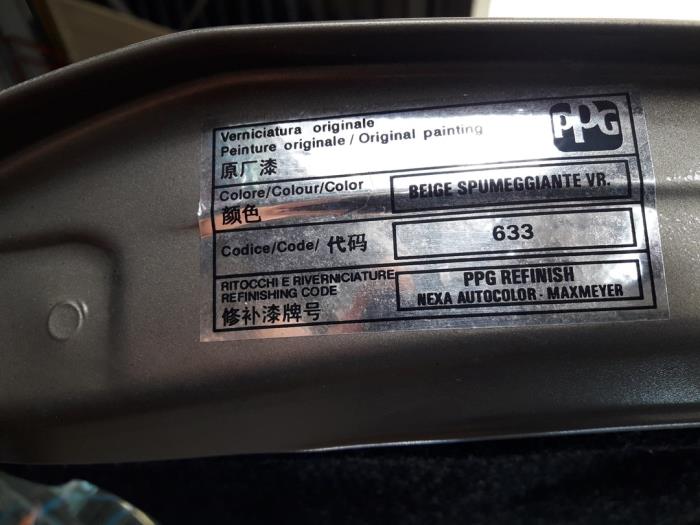 Verniciatura originale
Peinture originale / Original painting
原厂漆
PPG
Colore/Colour/Color
颜色
BEIGE SPUMEGGIANTE VR.
Codice/Code/ 代码
633
RITOCCHI E RIVERNICIATURE
REFINISHING CODE
修补漆牌号
PPG REFINISH
NEXA AUTOCOLOR - MAXMEYER